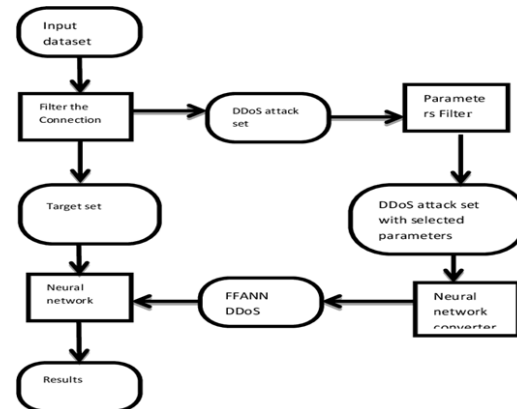 Input
dataset
Filter the
Connection
DDoS attack
set
Paramete
rs Filter
Target set
DDoS attack set
with selected
parameters
Neural
network
FFANN
DDoS
Neural
network
converter
Results